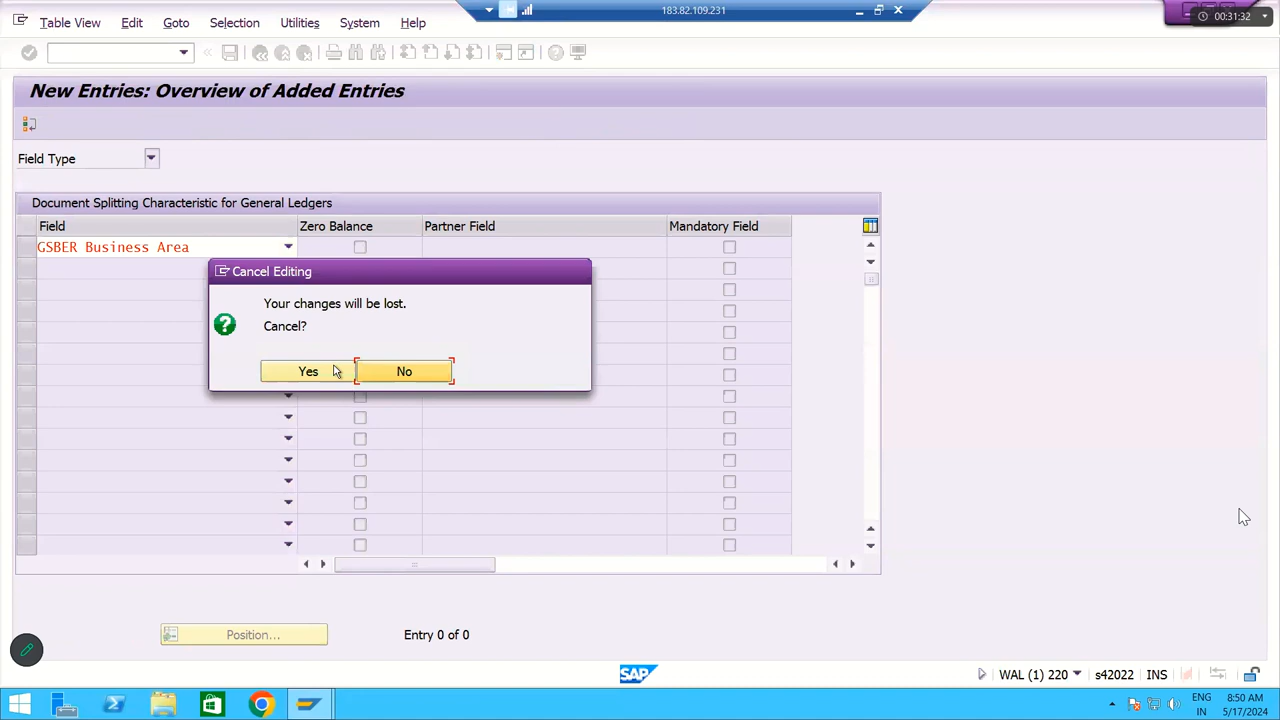 183.82.109.231
00:31:32
Table View Edit Goto Selection Utilities System Help
New Entries: Overview of Added Entries
Field Type
Document Splitting Characteristic for General Ledgers
Field Zero Balance Partner Field Mandatory Field
GSBER Business Area
Cancel Editing
Your changes will be lost.
Cancel?
Yes No
Position... Entry 0 of 0
SAP WAL (1) 220 s42022 INS
ENG 8:50 AM
IN 5/17/2024